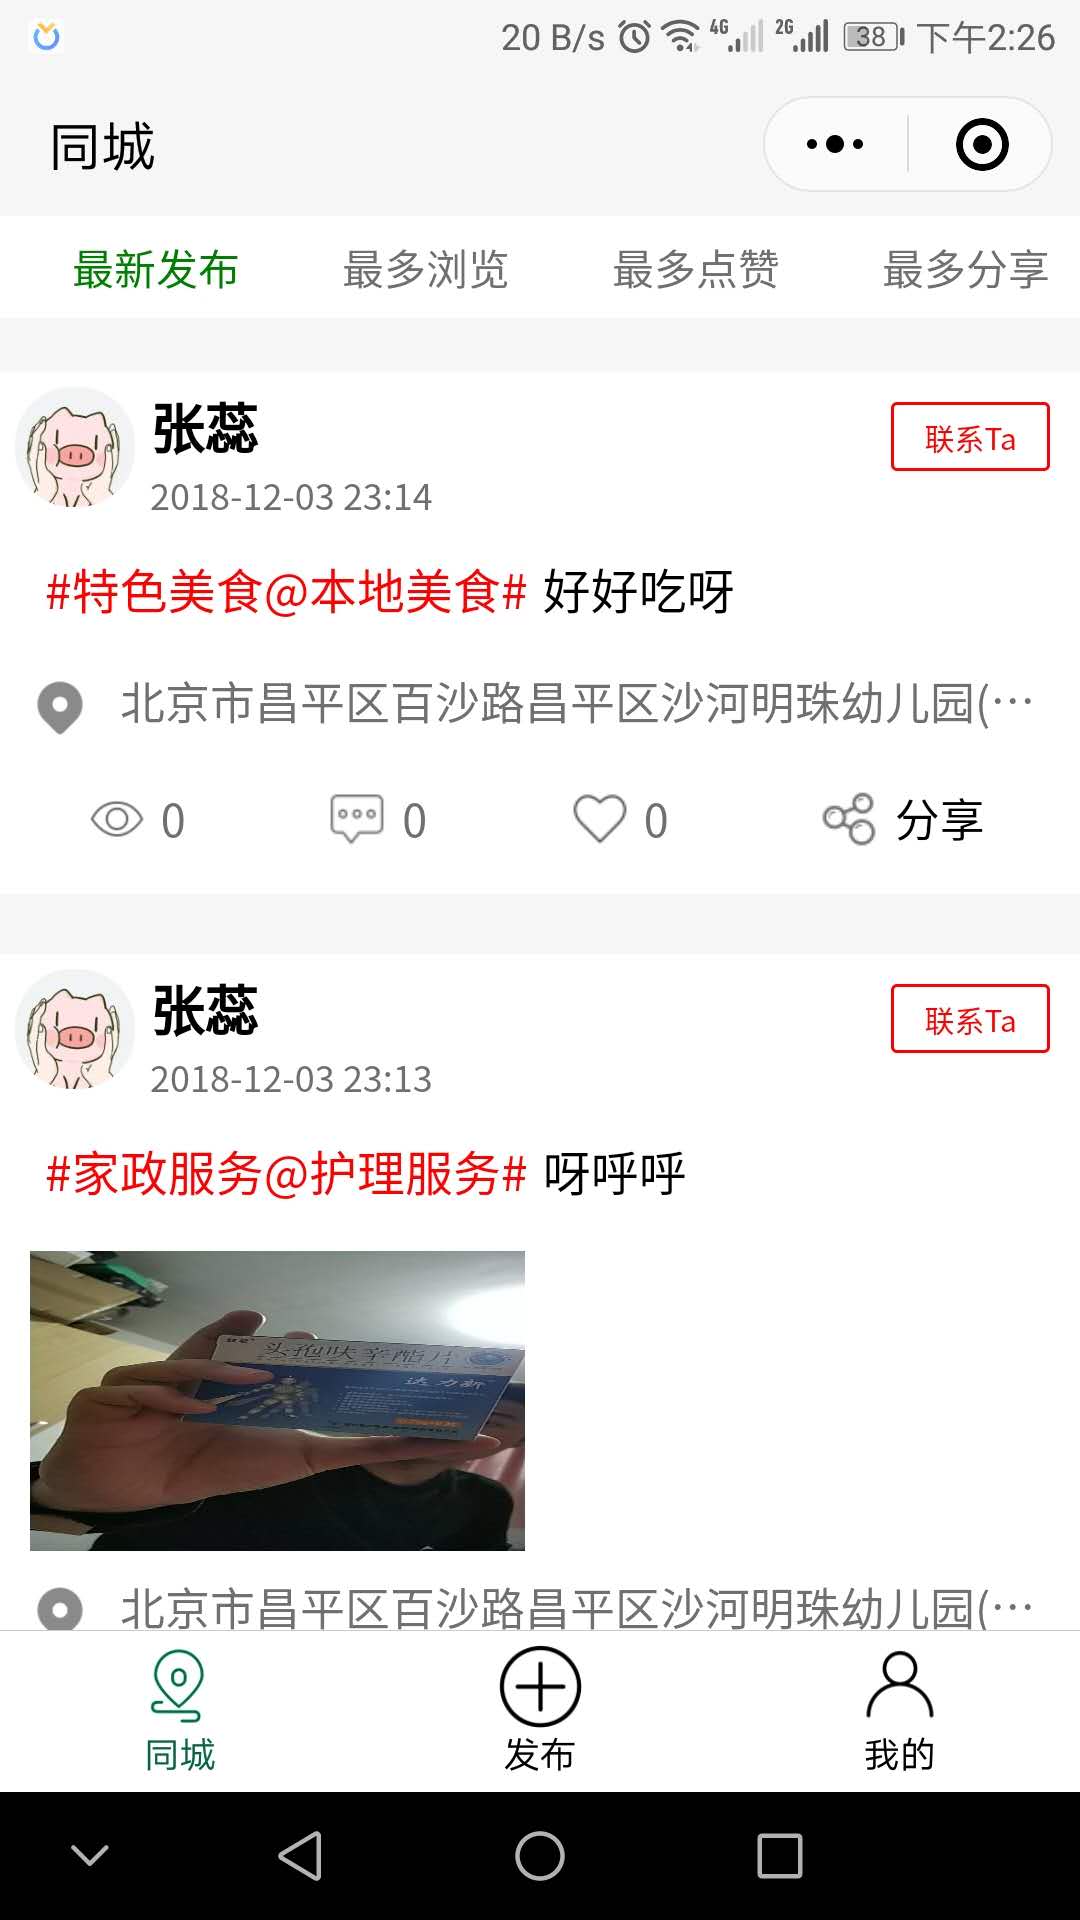 20 B/s 4G 2G 38 下午2:26
同城
最新发布 最多浏览 最多点赞 最多分享
张蕊
联系Ta
2018-12-03 23:14
#特色美食@本地美食# 好好吃呀
北京市昌平区百沙路昌平区沙河明珠幼儿园(…
0 0 0 分享
张蕊
联系Ta
2018-12-03 23:13
#家政服务@护理服务# 呀呼呼
头孢呋辛酯片
达力新
北京市昌平区百沙路昌平区沙河明珠幼儿园(…
同城 发布 我的